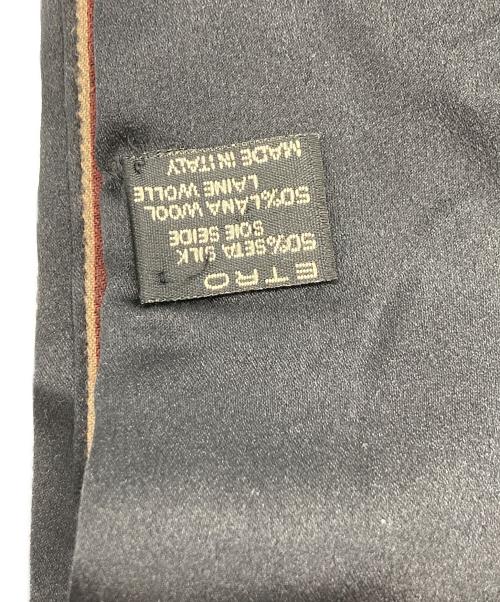 ETRO
50%SETA SILK
SOIE SEIDE
50%LANA WOOL
LAINE WOLLE
MADE IN ITALY